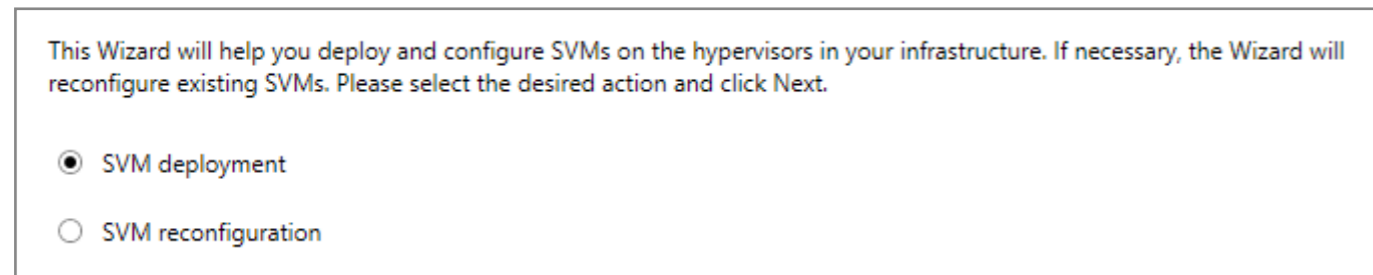 This Wizard will help you deploy and configure SVMs on the hypervisors in your infrastructure. If necessary, the Wizard will
reconfigure existing SVMs. Please select the desired action and click Next.
SVM deployment
SVM reconfiguration